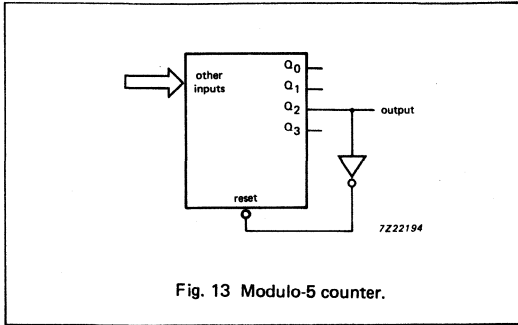 other
inputs
Q0
Q1
Q2
Q3
output
reset
7Z22194
Fig. 13 Modulo-5 counter.